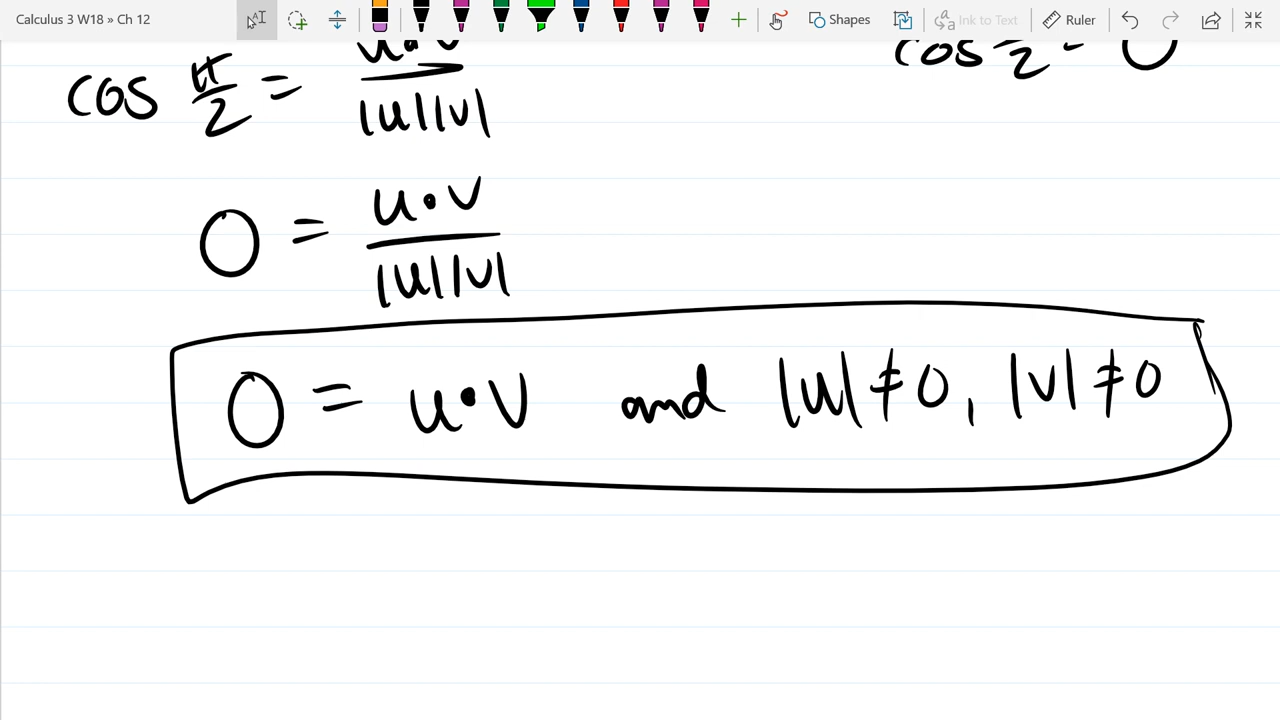 Calculus 3 W18 » Ch 12
Shapes
Link to Text
Ruler
cos π/2 = u•v / |u||v|
cos π/2 = 0
0 = u•v / |u||v|
0 = u•v and |u| ≠ 0, |v| ≠ 0